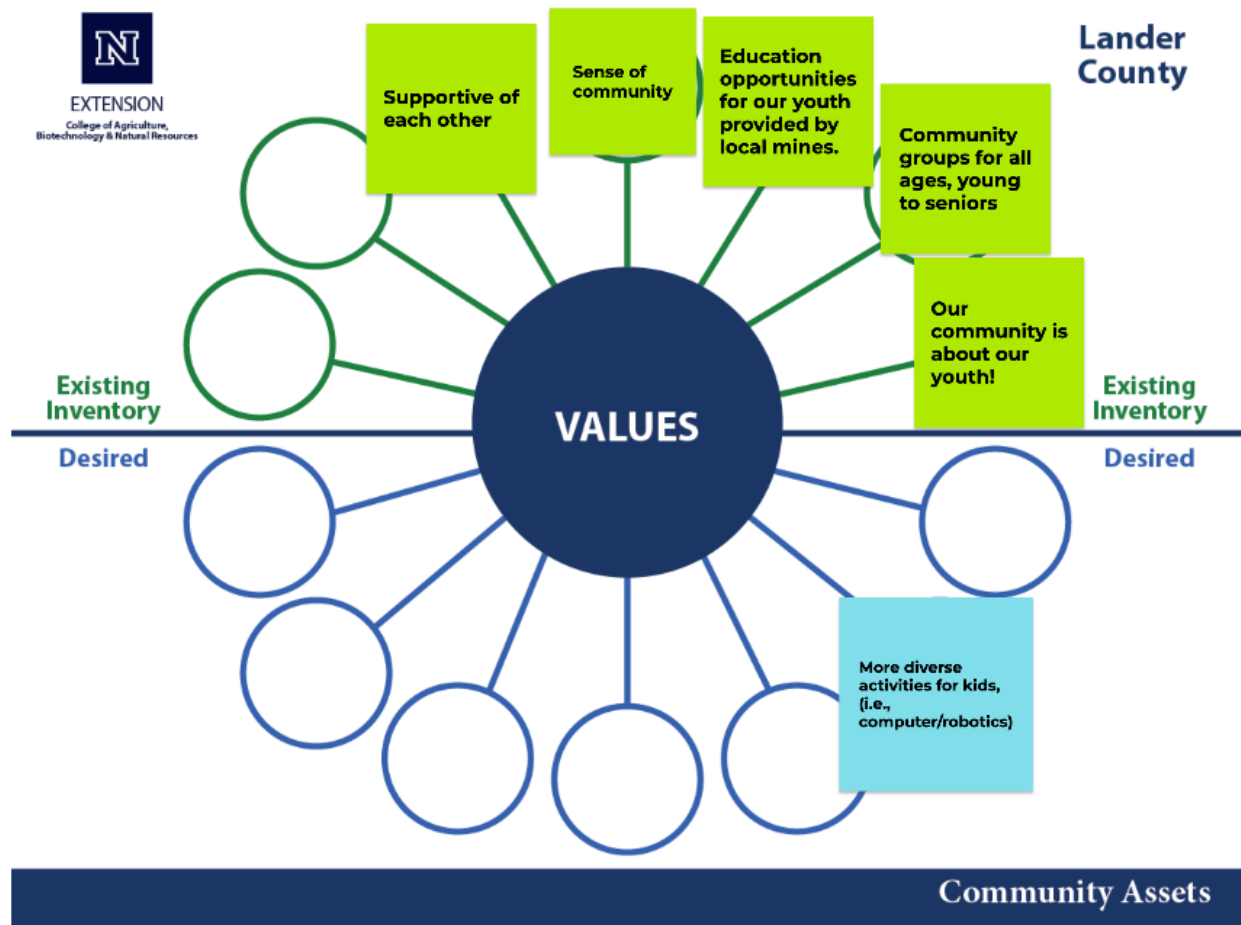 N
EXTENSION
College of Agriculture,
Biotechnology & Natural Resources
Lander
County
Supportive of
each other
Sense of
community
Education
opportunities
for our youth
provided by
local mines.
Community
groups for all
ages, young
to seniors
Our
community is
about our
youth!
Existing
Inventory
Existing
Inventory
VALUES
Desired
Desired
More diverse
activities for kids,
(i.e.,
computer/robotics)
Community Assets